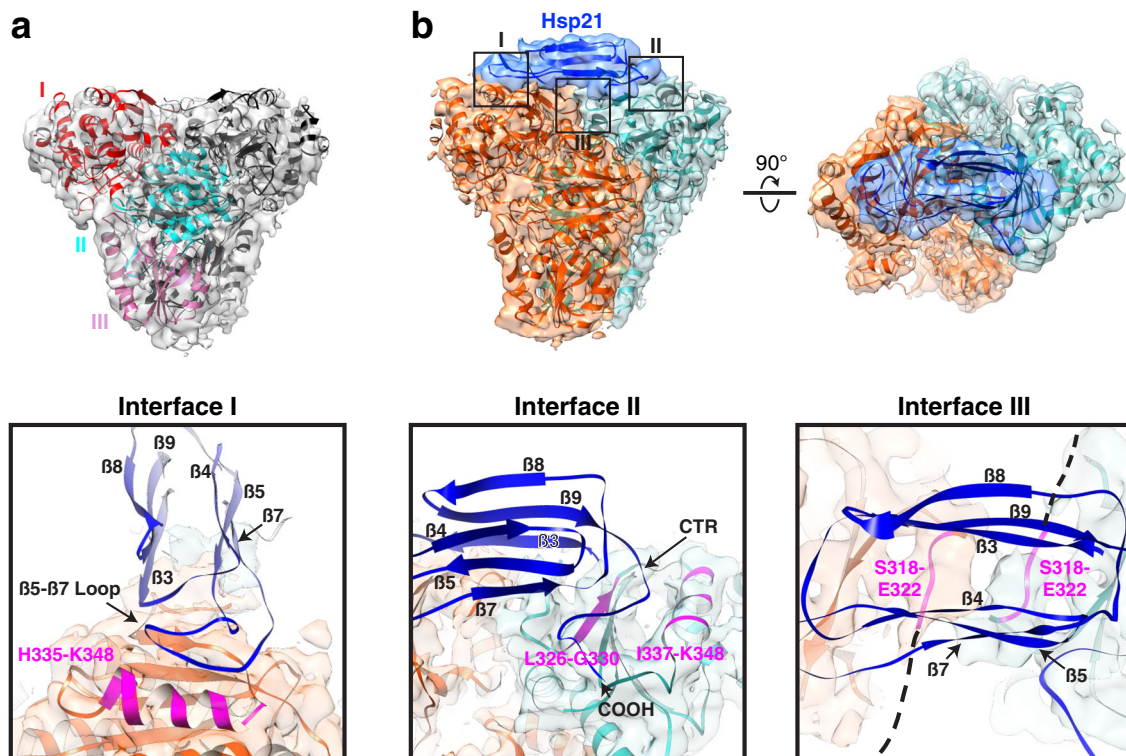 a
b
Hsp21
I
II
III
I
II
III
90°
Interface I
Interface II
Interface III
ß9
ß8
ß4
ß5
ß7
ß3
ß5-ß7 Loop
H335-K348
ß8
ß9
CTR
ß4
ß3
ß5
ß7
L326-G330
I337-K348
COOH
ß8
ß9
ß3
S318-
E322
S318-
E322
ß4
ß7
ß5